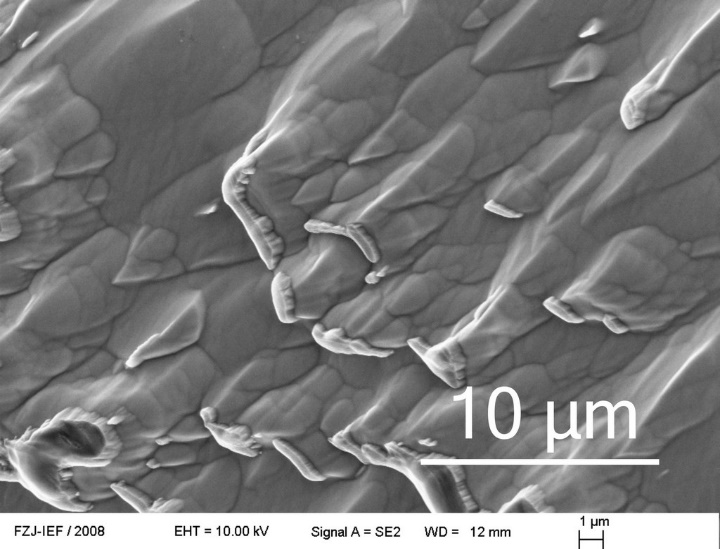 10 µm
1 µm
FZJ-IEF / 2008 EHT = 10.00 kV Signal A = SE2 WD = 12 mm